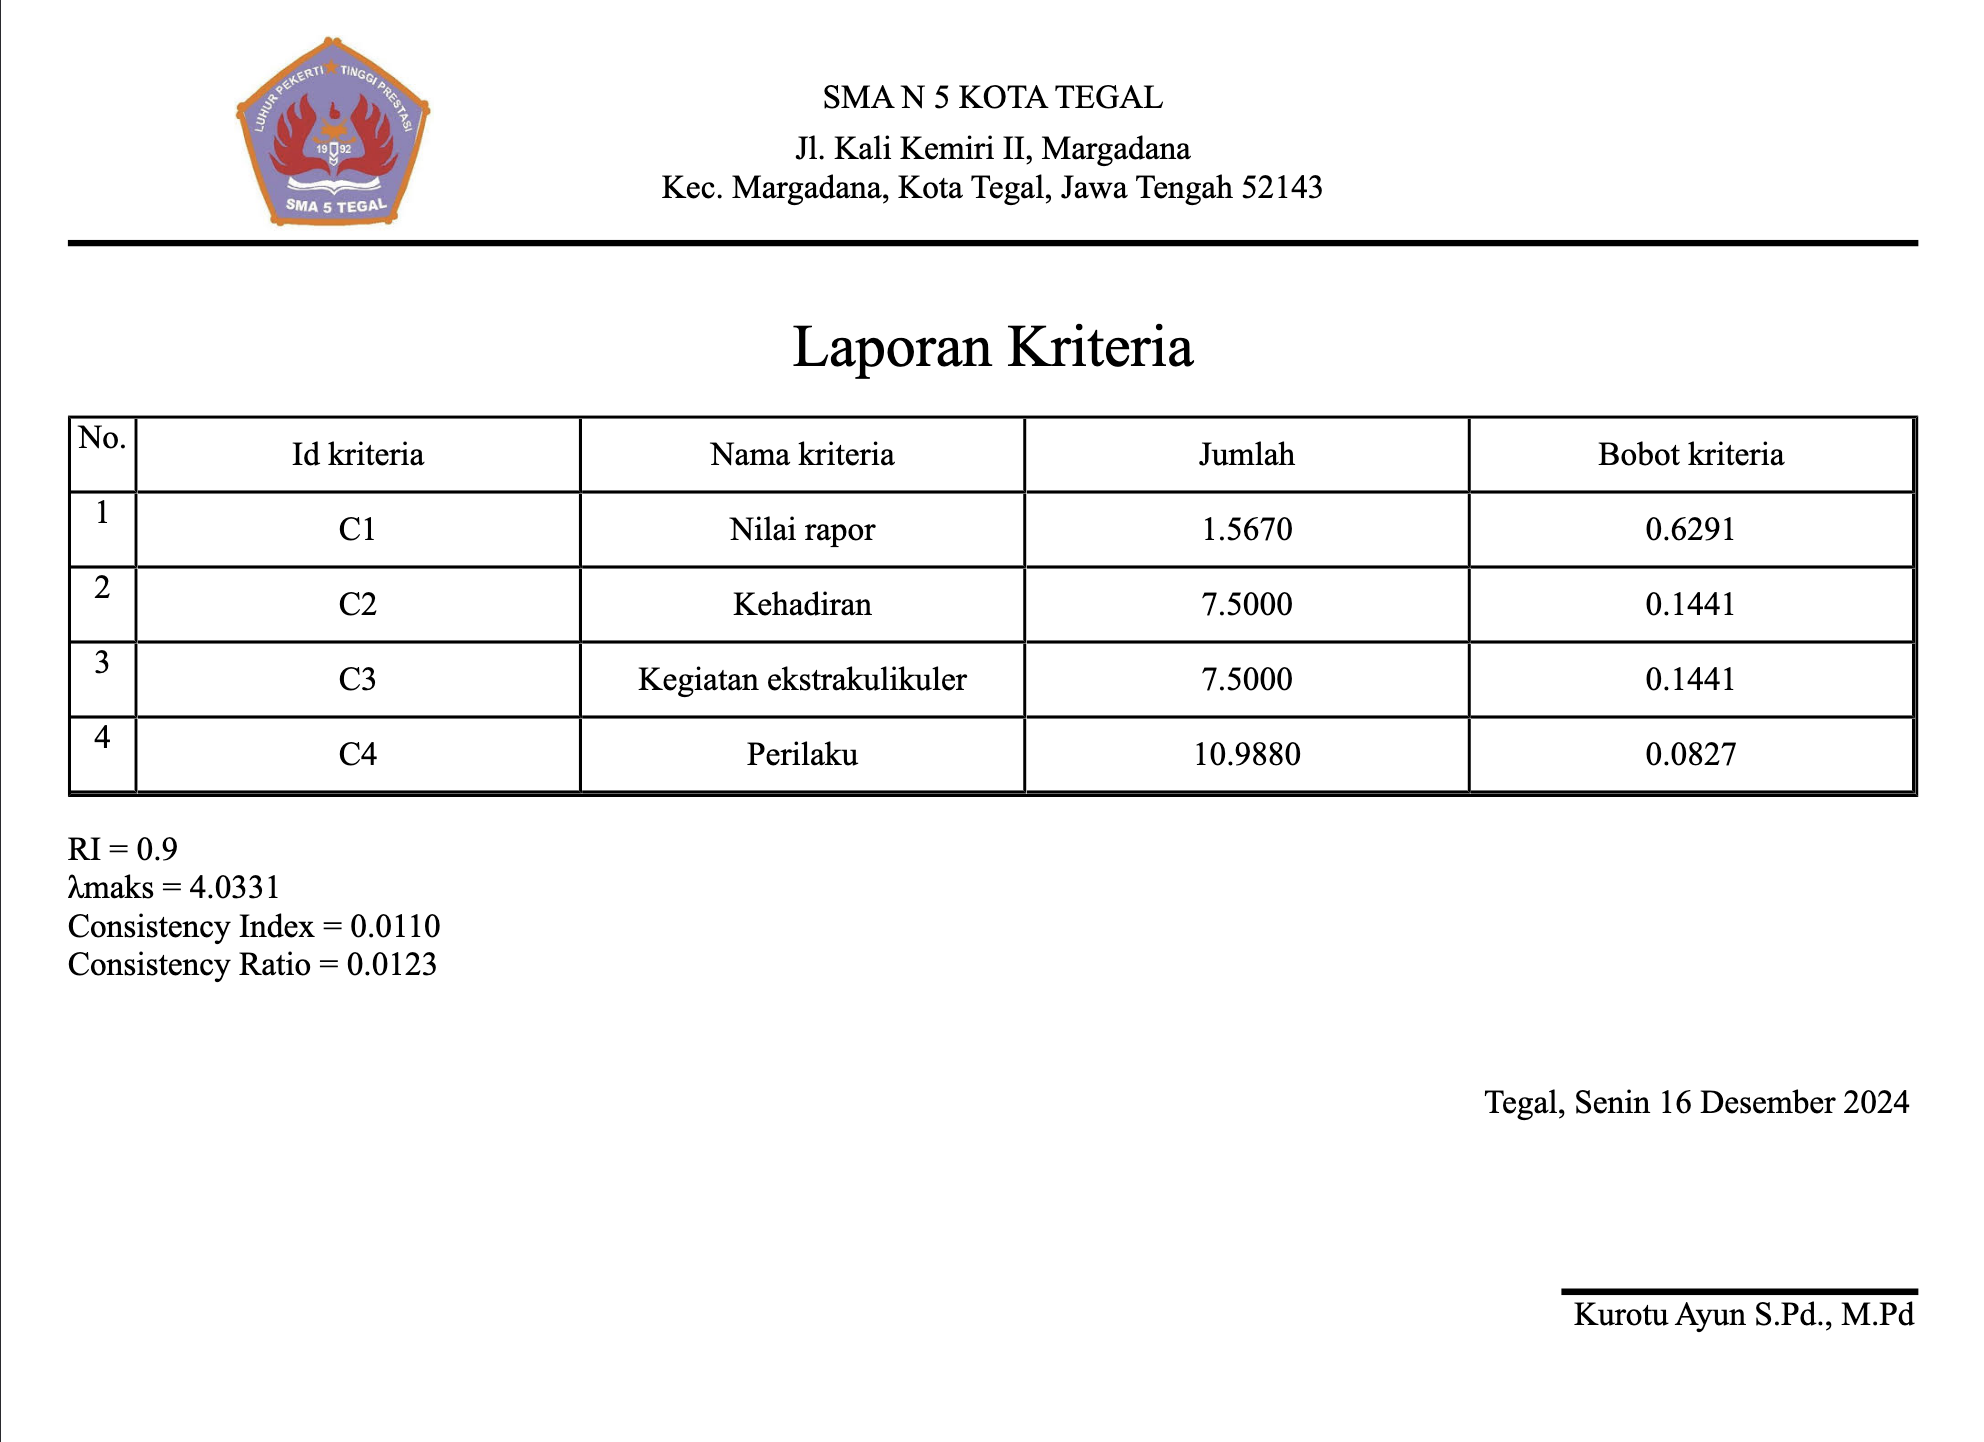 LUHUR PEKERTI TINGGI PRESTASI
19 92
SMA 5 TEGAL
SMA N 5 KOTA TEGAL
Jl. Kali Kemiri II, Margadana
Kec. Margadana, Kota Tegal, Jawa Tengah 52143
Laporan Kriteria
No. Id kriteria Nama kriteria Jumlah Bobot kriteria
1 C1 Nilai rapor 1.5670 0.6291
2 C2 Kehadiran 7.5000 0.1441
3 C3 Kegiatan ekstrakulikuler 7.5000 0.1441
4 C4 Perilaku 10.9880 0.0827
RI = 0.9
λmaks = 4.0331
Consistency Index = 0.0110
Consistency Ratio = 0.0123
Tegal, Senin 16 Desember 2024
Kurotu Ayun S.Pd., M.Pd